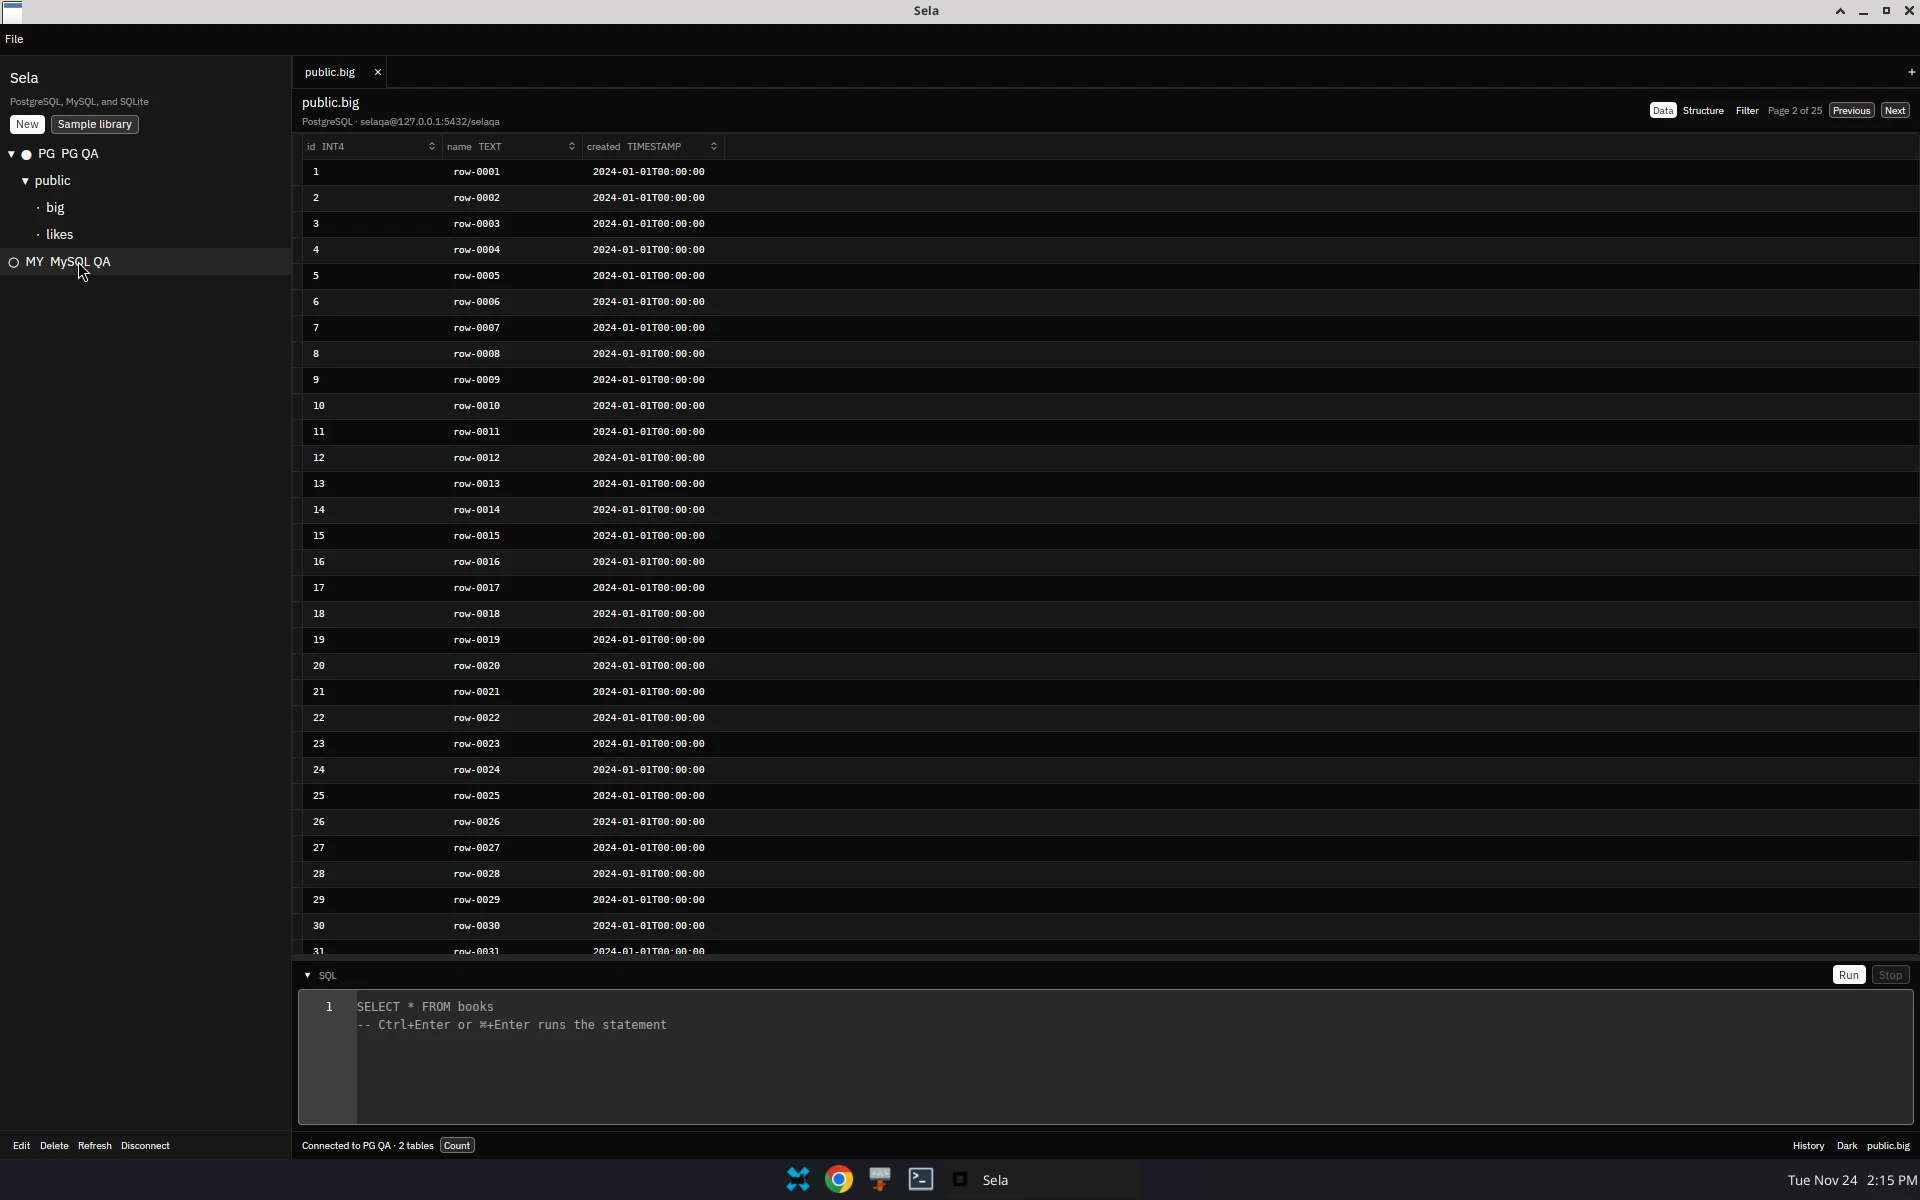 Sela
File
Sela
PostgreSQL, MySQL, and SQLite
New Sample library
▼ PG PG QA
▼ public
· big
· likes
MY MySQL QA
Edit Delete Refresh Disconnect
public.big × +
public.big
PostgreSQL · selaqa@127.0.0.1:5432/selaqa
Data Structure Filter Page 2 of 25 Previous Next
id INT4 name TEXT created TIMESTAMP
1 row-0001 2024-01-01T00:00:00
2 row-0002 2024-01-01T00:00:00
3 row-0003 2024-01-01T00:00:00
4 row-0004 2024-01-01T00:00:00
5 row-0005 2024-01-01T00:00:00
6 row-0006 2024-01-01T00:00:00
7 row-0007 2024-01-01T00:00:00
8 row-0008 2024-01-01T00:00:00
9 row-0009 2024-01-01T00:00:00
10 row-0010 2024-01-01T00:00:00
11 row-0011 2024-01-01T00:00:00
12 row-0012 2024-01-01T00:00:00
13 row-0013 2024-01-01T00:00:00
14 row-0014 2024-01-01T00:00:00
15 row-0015 2024-01-01T00:00:00
16 row-0016 2024-01-01T00:00:00
17 row-0017 2024-01-01T00:00:00
18 row-0018 2024-01-01T00:00:00
19 row-0019 2024-01-01T00:00:00
20 row-0020 2024-01-01T00:00:00
21 row-0021 2024-01-01T00:00:00
22 row-0022 2024-01-01T00:00:00
23 row-0023 2024-01-01T00:00:00
24 row-0024 2024-01-01T00:00:00
25 row-0025 2024-01-01T00:00:00
26 row-0026 2024-01-01T00:00:00
27 row-0027 2024-01-01T00:00:00
28 row-0028 2024-01-01T00:00:00
29 row-0029 2024-01-01T00:00:00
30 row-0030 2024-01-01T00:00:00
31 row-0031 2024-01-01T00:00:00
▼ SQL Run Stop
1 SELECT * FROM books
-- Ctrl+Enter or ⌘+Enter runs the statement
Connected to PG QA · 2 tables Count History Dark public.big
Sela Tue Nov 24 2:15 PM